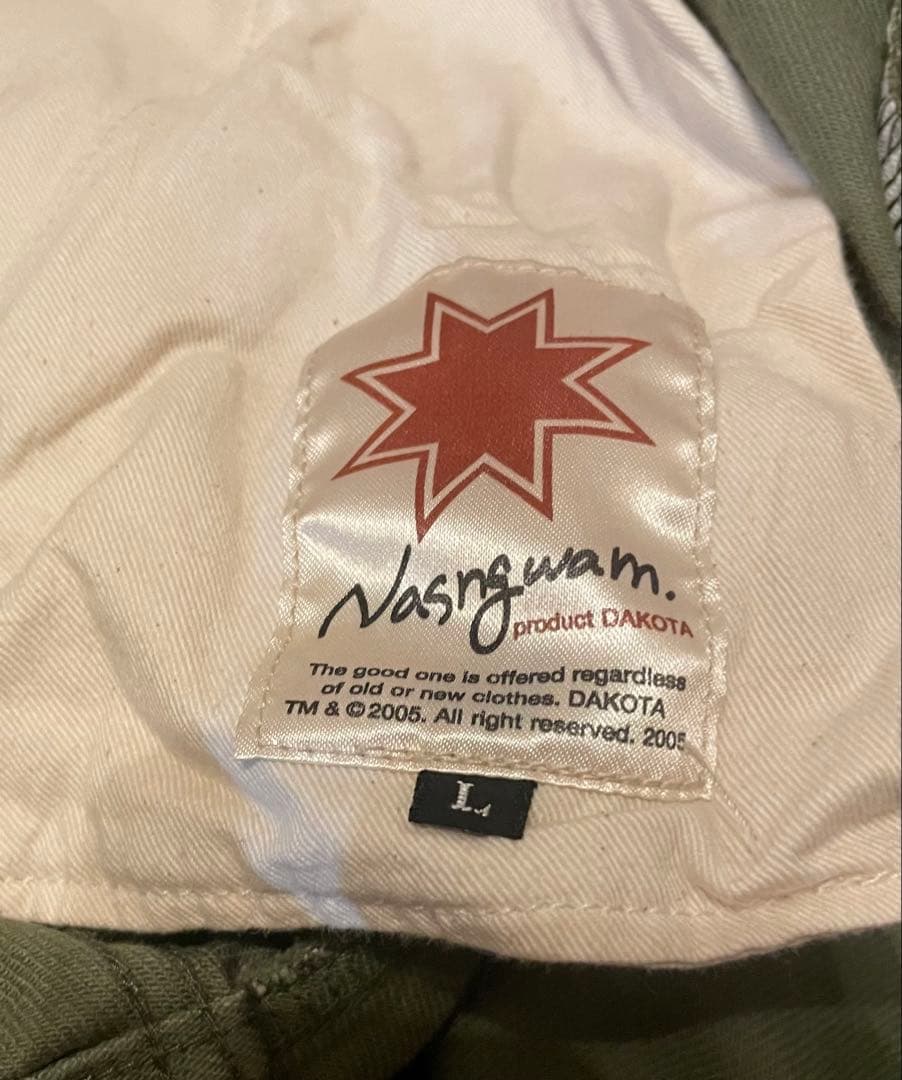 Nasngwam.
product DAKOTA
The good one is offered regardless
of old or new clothes. DAKOTA
TM & ©2005. All right reserved. 2005
L